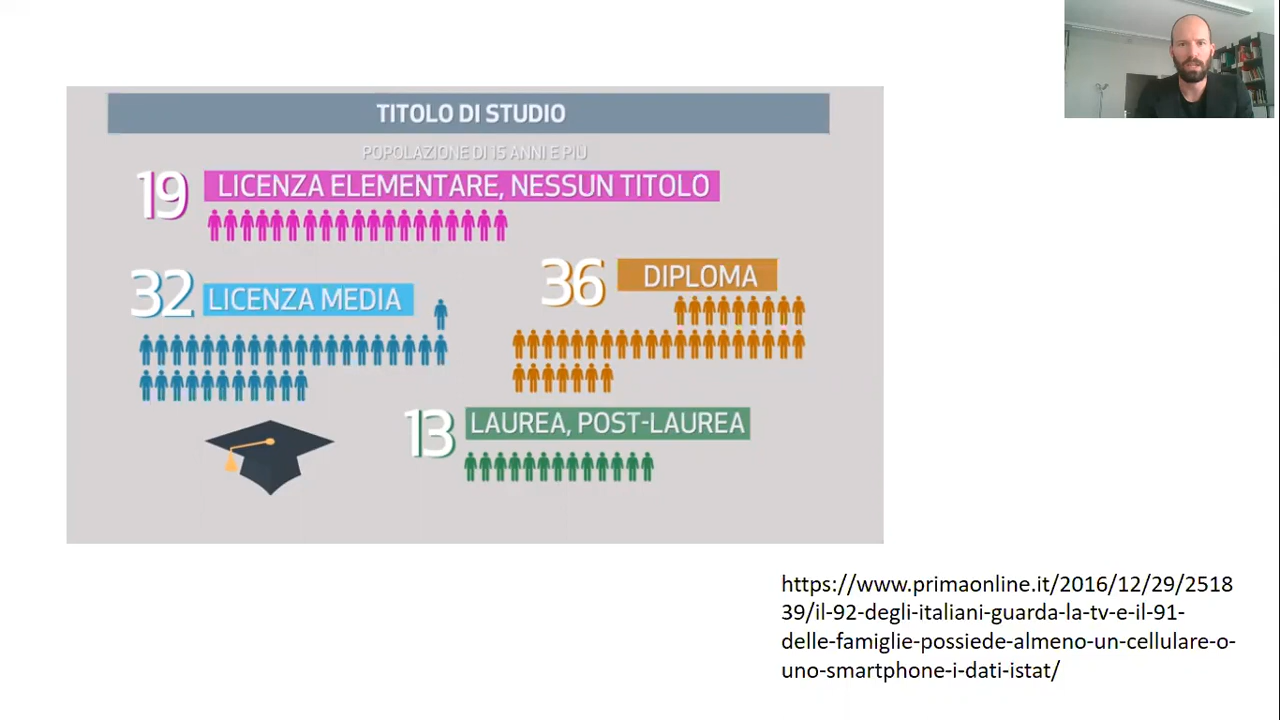 TITOLO DI STUDIO
POPOLAZIONE DI 15 ANNI E PIÙ
19 LICENZA ELEMENTARE, NESSUN TITOLO
32 LICENZA MEDIA
36 DIPLOMA
13 LAUREA, POST-LAUREA
https://www.primaonline.it/2016/12/29/2518
39/il-92-degli-italiani-guarda-la-tv-e-il-91-
delle-famiglie-possiede-almeno-un-cellulare-o-
uno-smartphone-i-dati-istat/